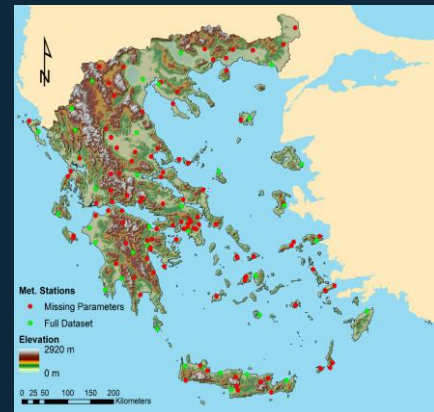 N
Met. Stations
Missing Parameters
Full Dataset
Elevation
2920 m
0 m
0 25 50 100 150 200
Kilometers